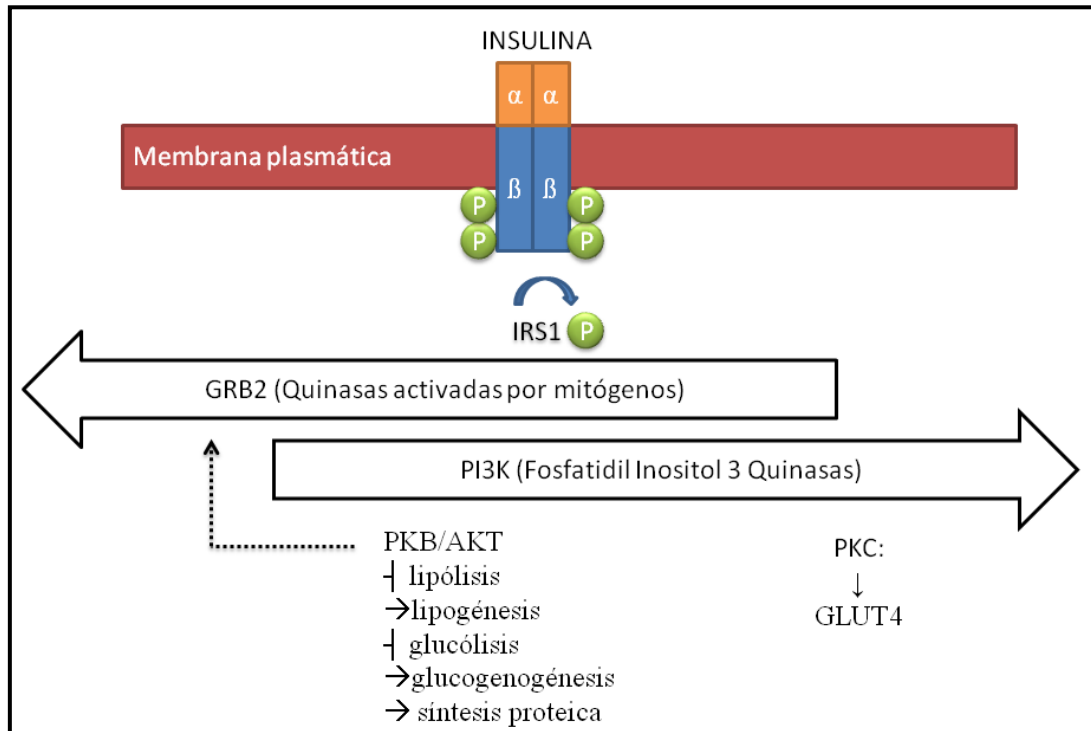 INSULINA
α α
Membrana plasmática
ß ß
P P
P P
IRS1 P
GRB2 (Quinasas activadas por mitógenos)
PI3K (Fosfatidil Inositol 3 Quinasas)
PKB/AKT
┤ lipólisis
→lipogénesis
┤ glucólisis
→glucogenogénesis
→ síntesis proteica
PKC:
↓
GLUT4